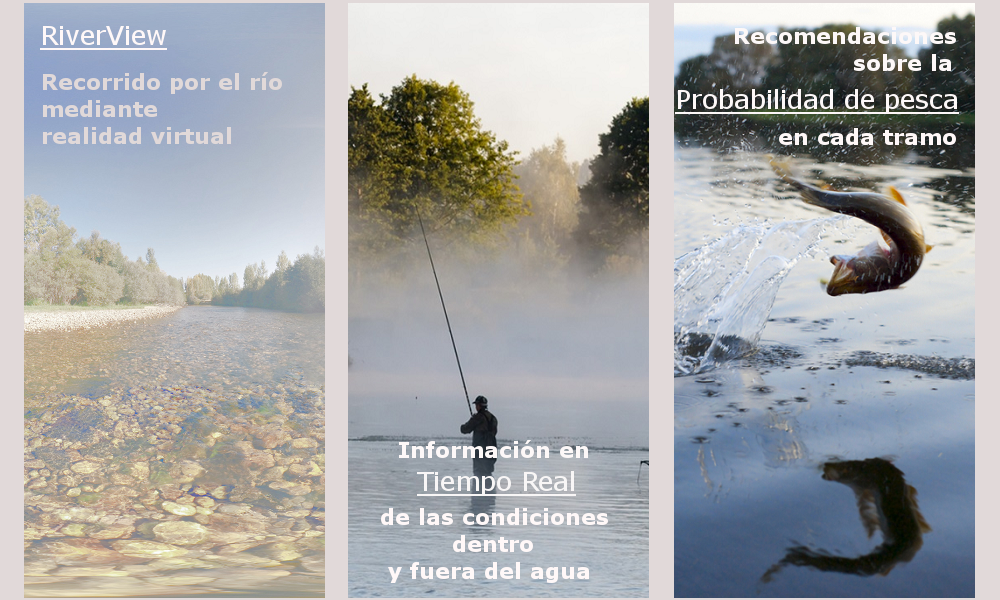 RiverView
Recorrido por el río
mediante
realidad virtual
Información en
Tiempo Real
de las condiciones
dentro
y fuera del agua
Recomendaciones
sobre la
Probabilidad de pesca
en cada tramo